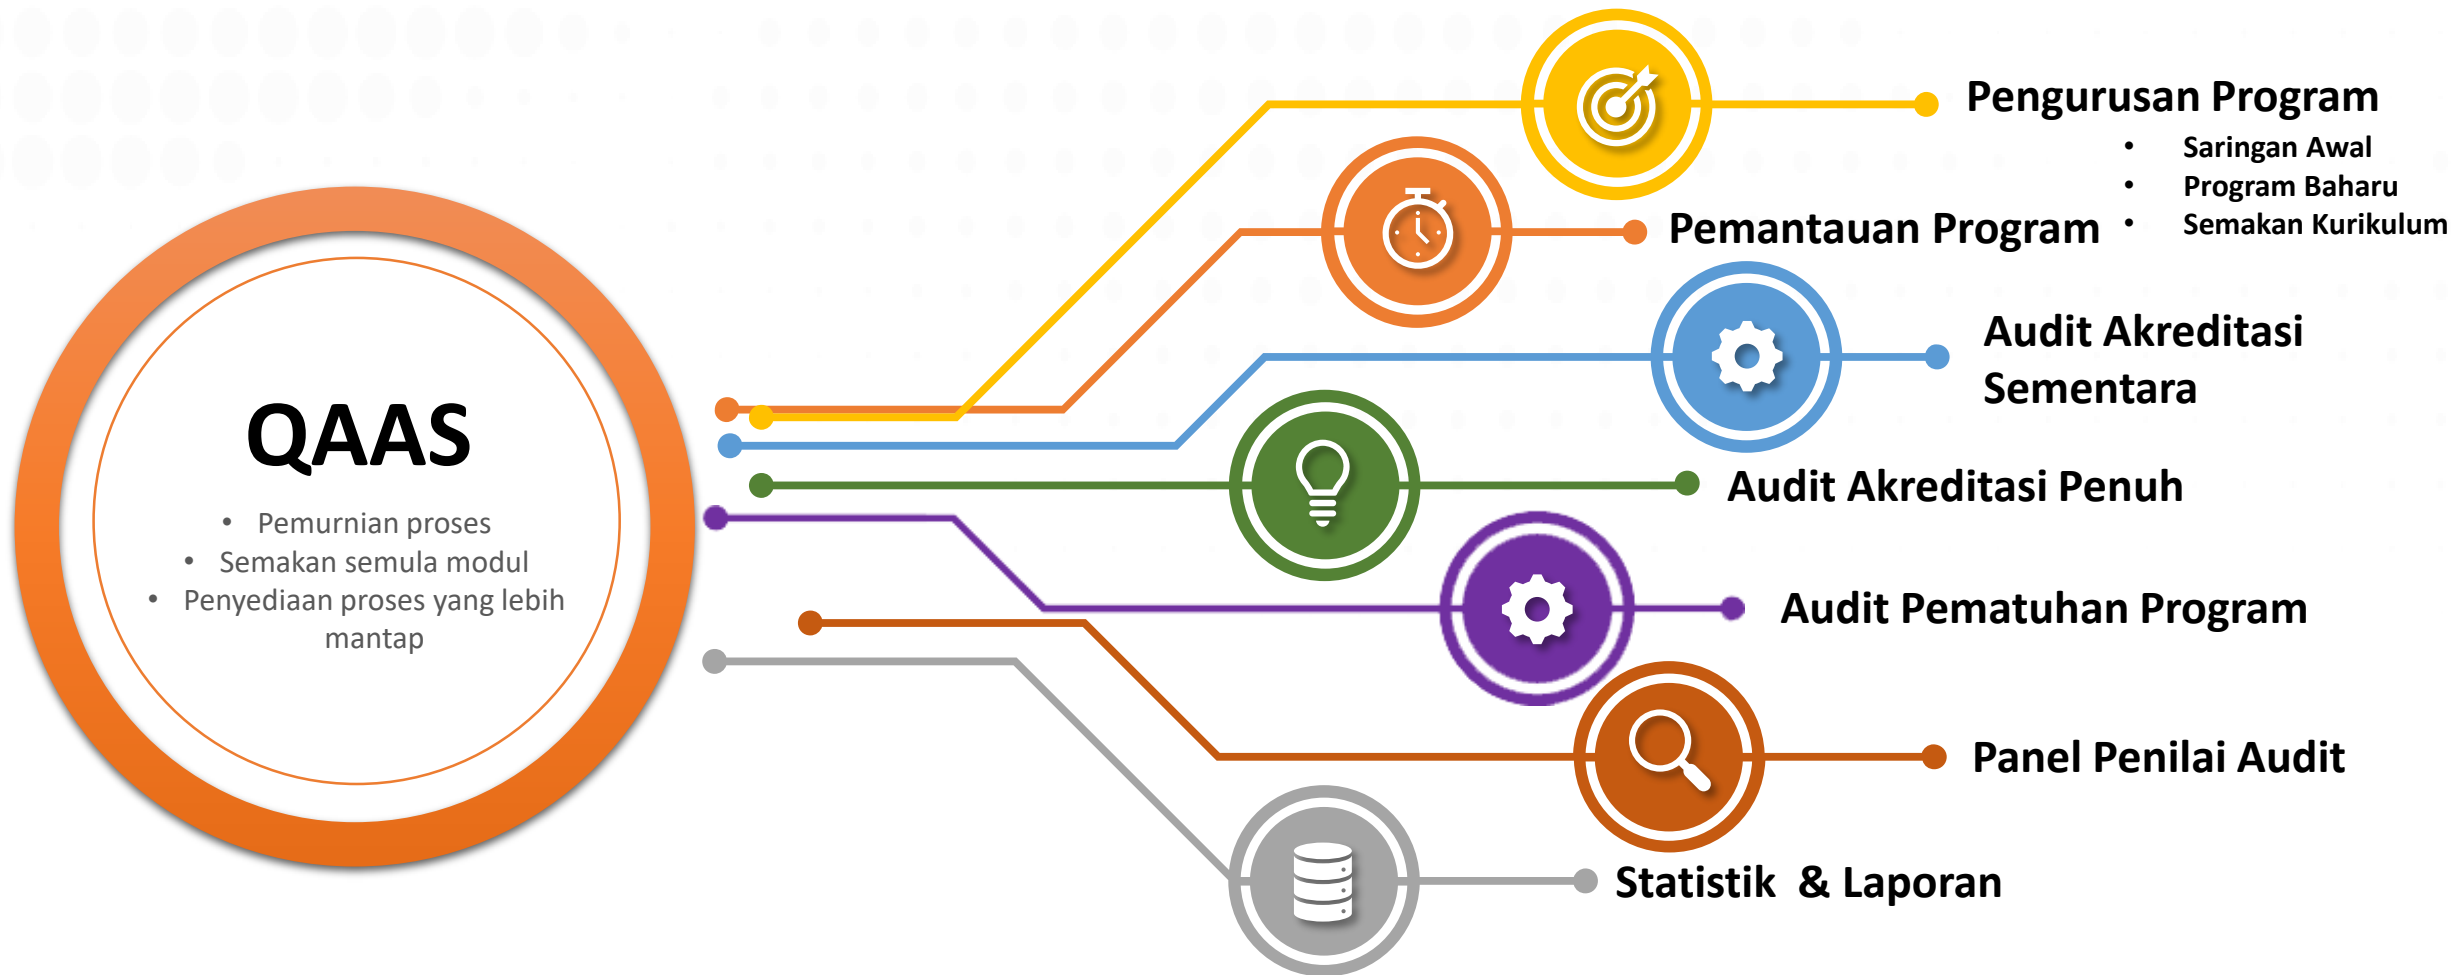 QAAS
• Pemurnian proses
• Semakan semula modul
• Penyediaan proses yang lebih
mantap
Pengurusan Program
• Saringan Awal
• Program Baharu
• Semakan Kurikulum
Pemantauan Program
Audit Akreditasi
Sementara
Audit Akreditasi Penuh
Audit Pematuhan Program
Panel Penilai Audit
Statistik & Laporan